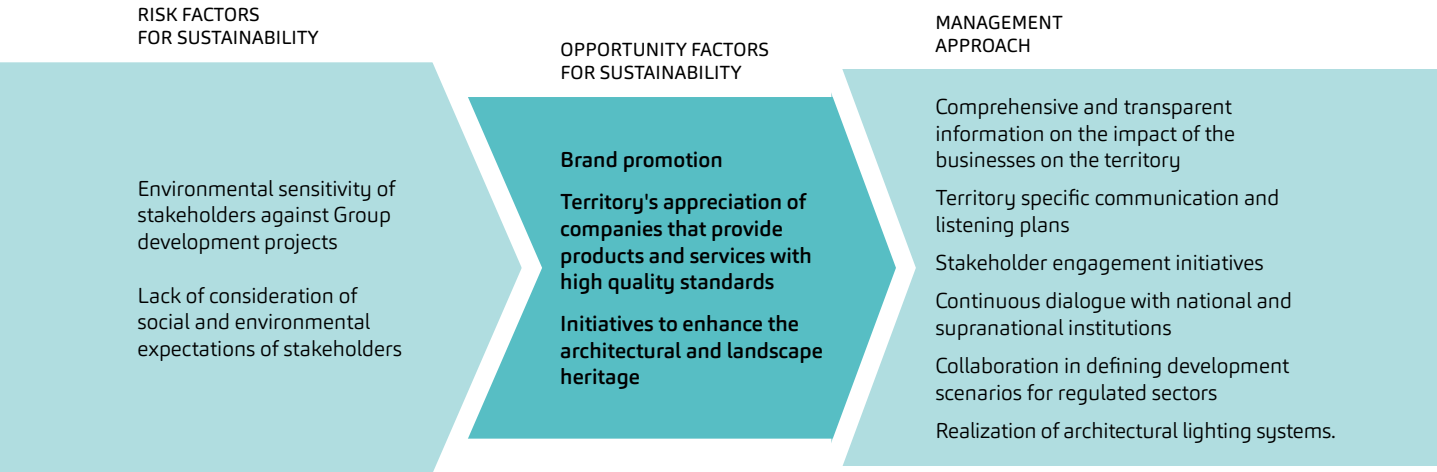 RISK FACTORS
FOR SUSTAINABILITY
Environmental sensitivity of
stakeholders against Group
development projects
Lack of consideration of
social and environmental
expectations of stakeholders
OPPORTUNITY FACTORS
FOR SUSTAINABILITY
Brand promotion
Territory's appreciation of
companies that provide
products and services with
high quality standards
Initiatives to enhance the
architectural and landscape
heritage
MANAGEMENT
APPROACH
Comprehensive and transparent
information on the impact of the
businesses on the territory
Territory specific communication and
listening plans
Stakeholder engagement initiatives
Continuous dialogue with national and
supranational institutions
Collaboration in defining development
scenarios for regulated sectors
Realization of architectural lighting systems.